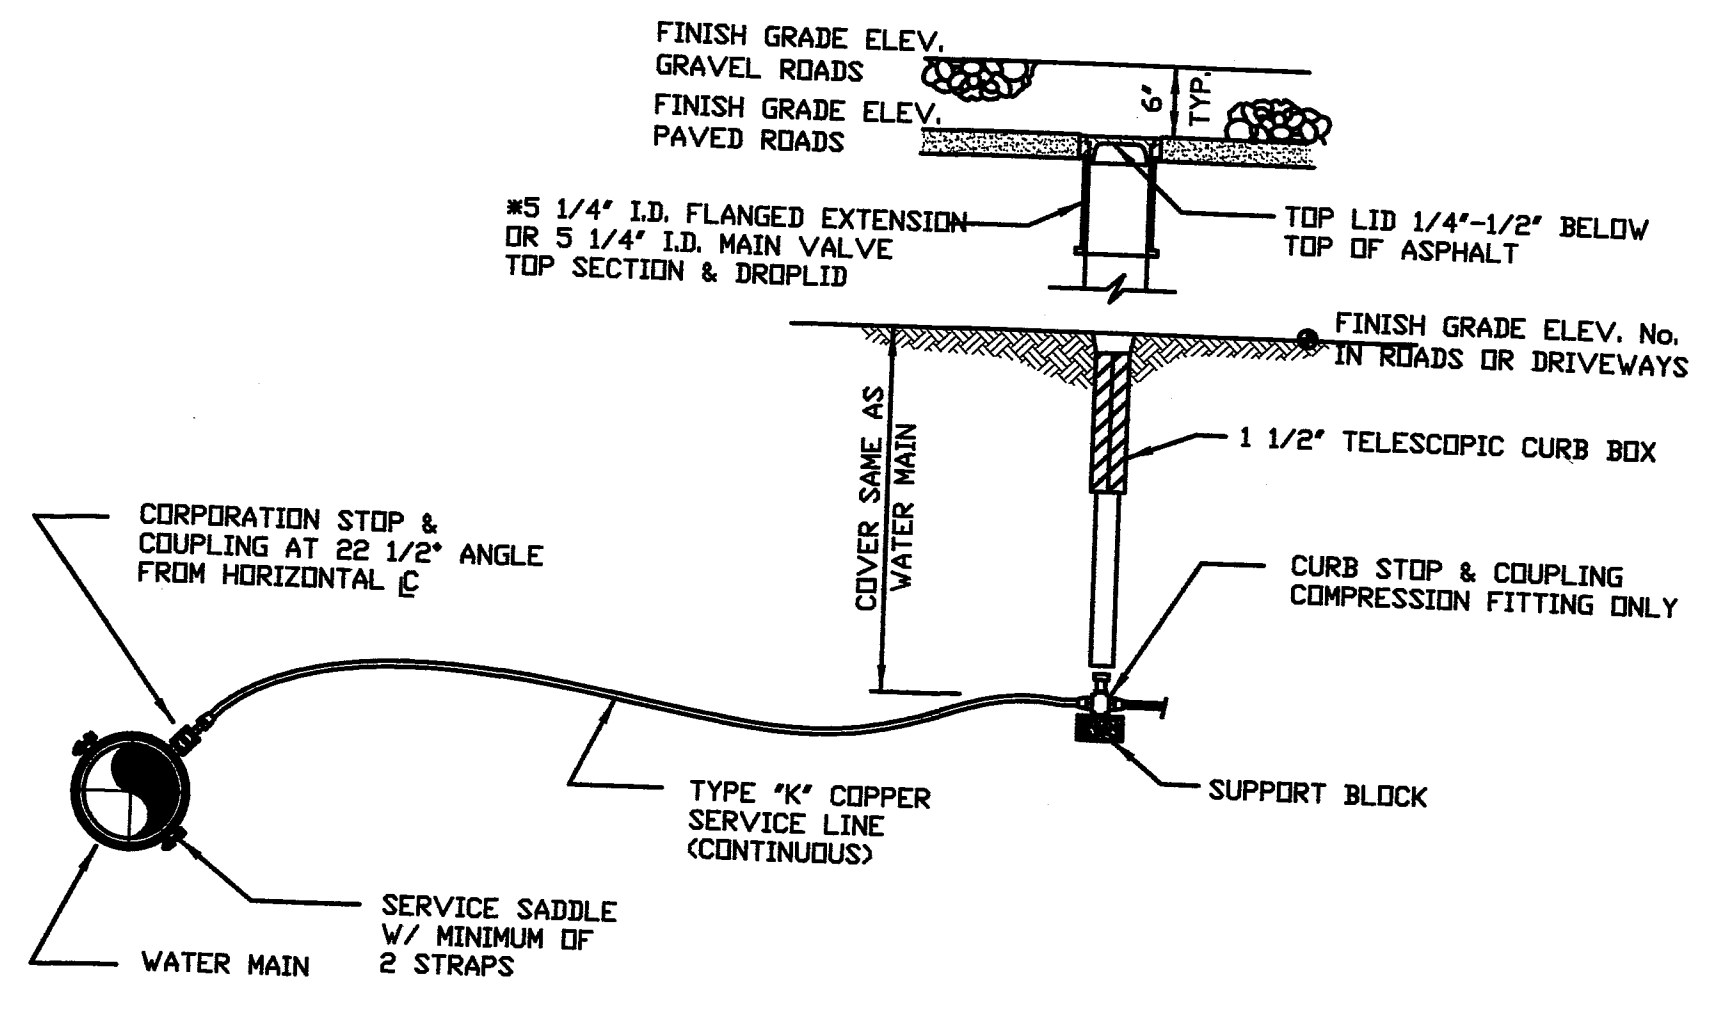 FINISH GRADE ELEV.
GRAVEL ROADS
FINISH GRADE ELEV.
PAVED ROADS
6"
TYP.
*5 1/4" I.D. FLANGED EXTENSION
OR 5 1/4" I.D. MAIN VALVE
TOP SECTION & DROPLID
TOP LID 1/4"-1/2" BELOW
TOP OF ASPHALT
FINISH GRADE ELEV. No.
IN ROADS OR DRIVEWAYS
COVER SAME AS
WATER MAIN
1 1/2" TELESCOPIC CURB BOX
CORPORATION STOP &
COUPLING AT 22 1/2° ANGLE
FROM HORIZONTAL ℄
CURB STOP & COUPLING
COMPRESSION FITTING ONLY
TYPE "K" COPPER
SERVICE LINE
(CONTINUOUS)
SUPPORT BLOCK
SERVICE SADDLE
W/ MINIMUM OF
2 STRAPS
WATER MAIN